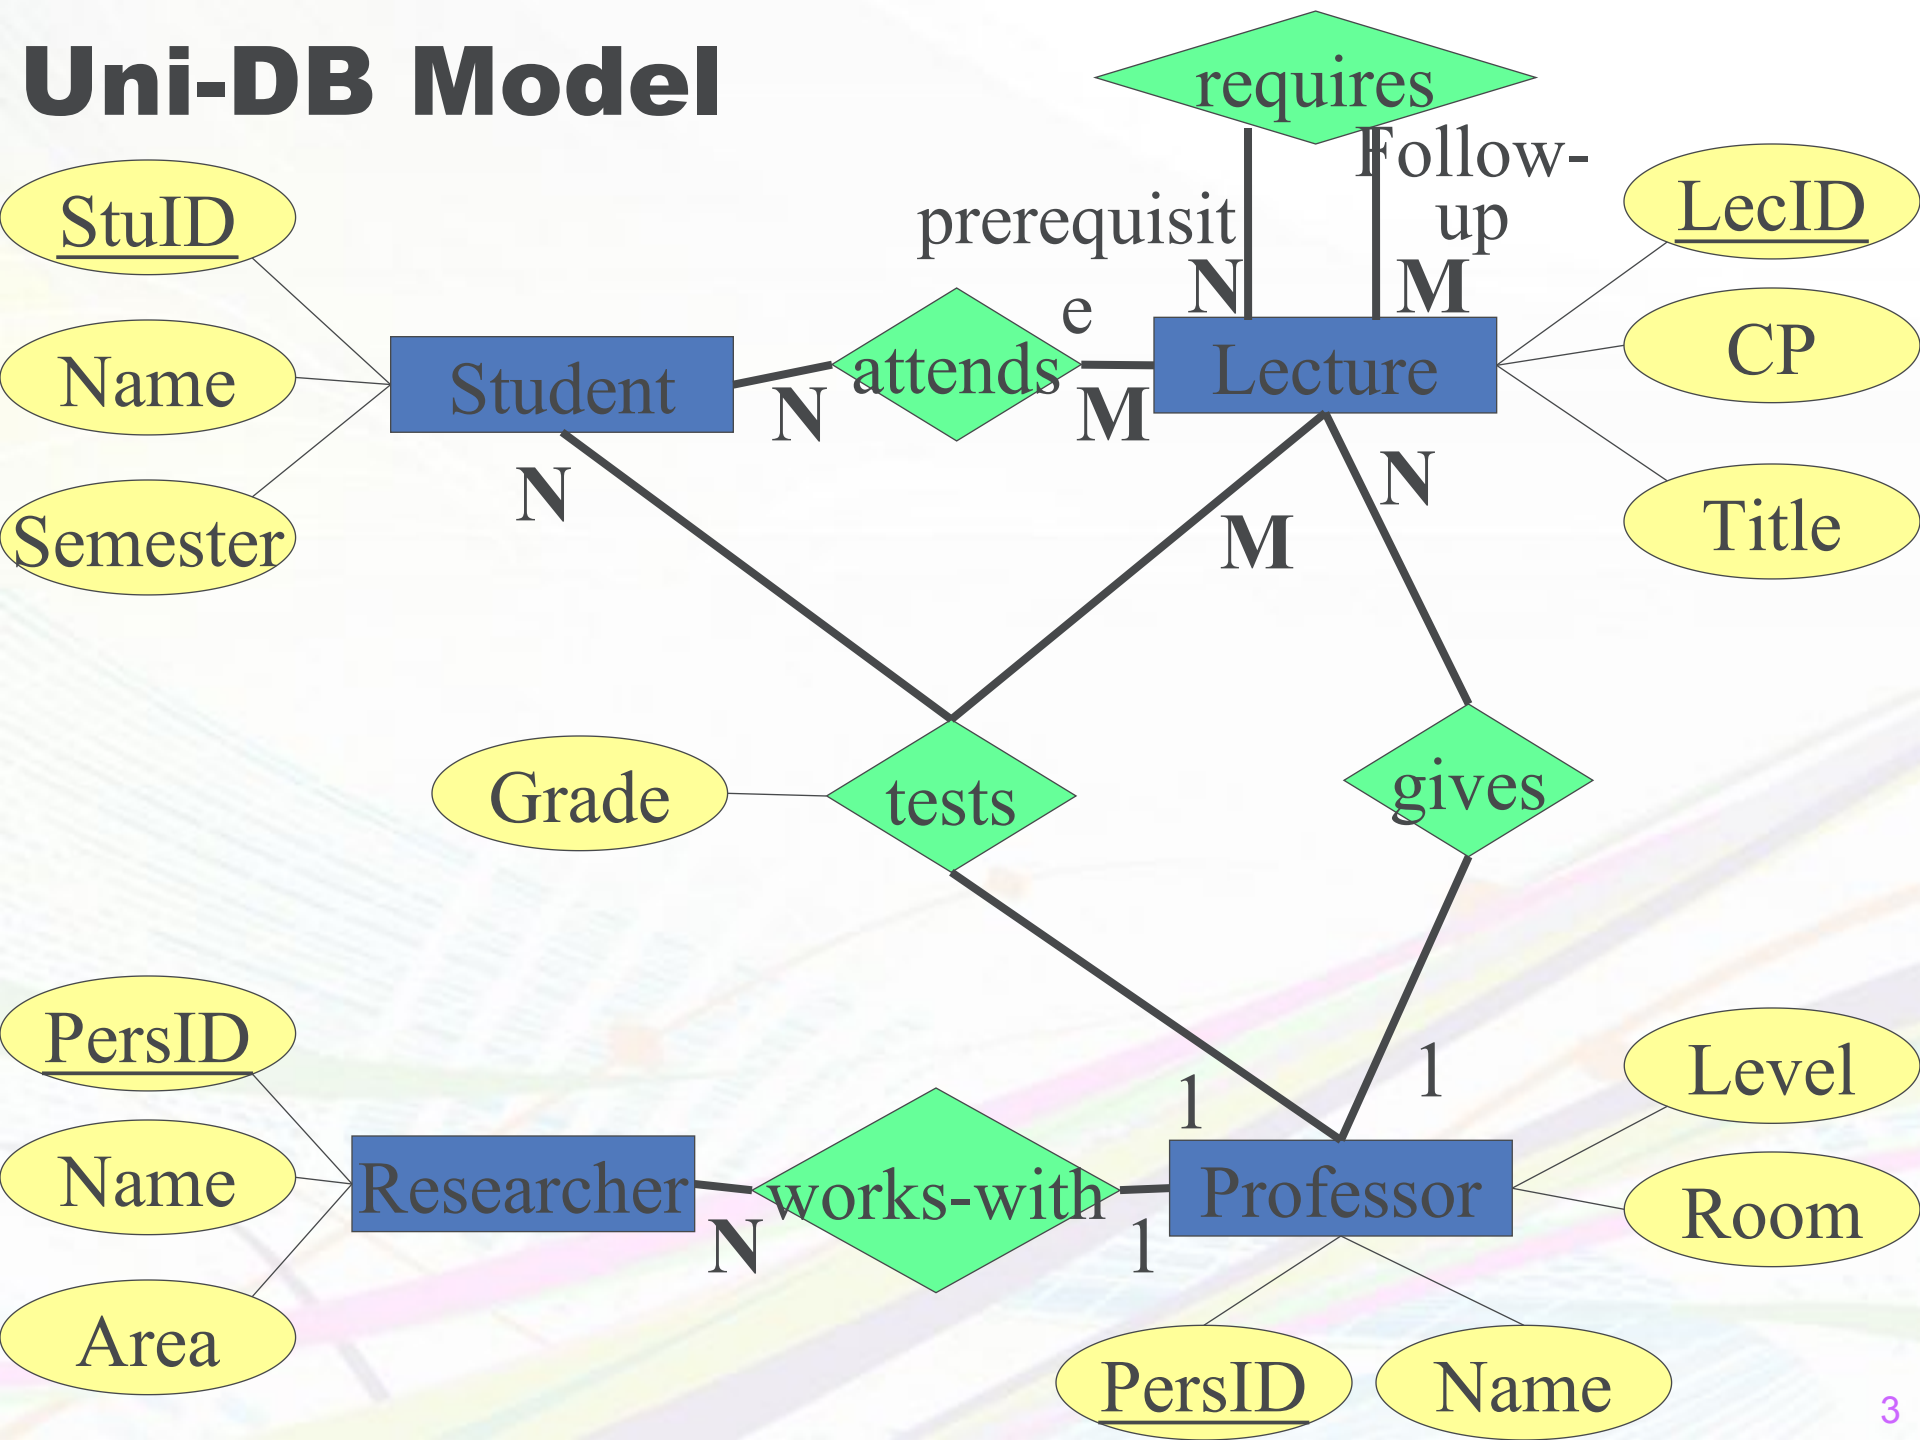 Uni-DB Model
requires
Follow-
up
prerequisit
e
N
M
StuID
Name
Semester
Student
N
attends
M
Lecture
LecID
CP
Title
N
M
N
Grade
tests
gives
PersID
Name
Area
Researcher
N
works-with
1
1
1
Professor
Level
Room
PersID
Name
3